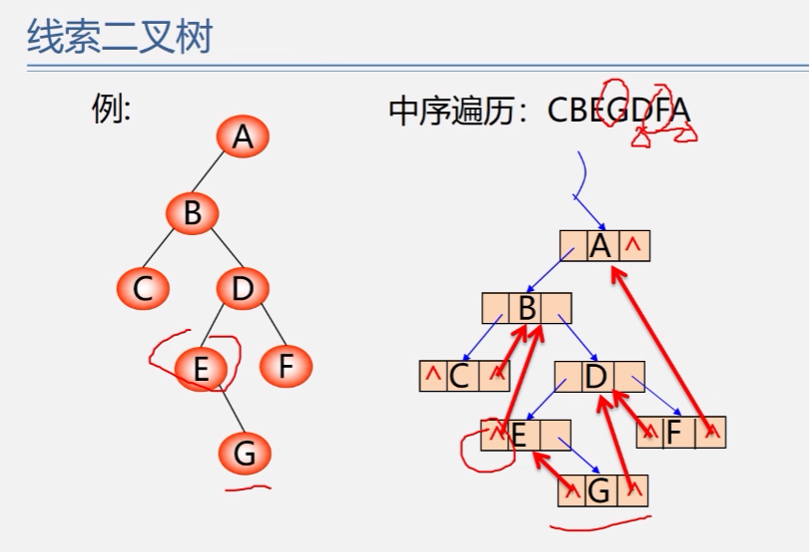 线索二叉树
例:
中序遍历：CBEGDFA
A
B
C D
E F
G
A ^
B
^ C ^ D
^ E ^ F ^
^ G ^